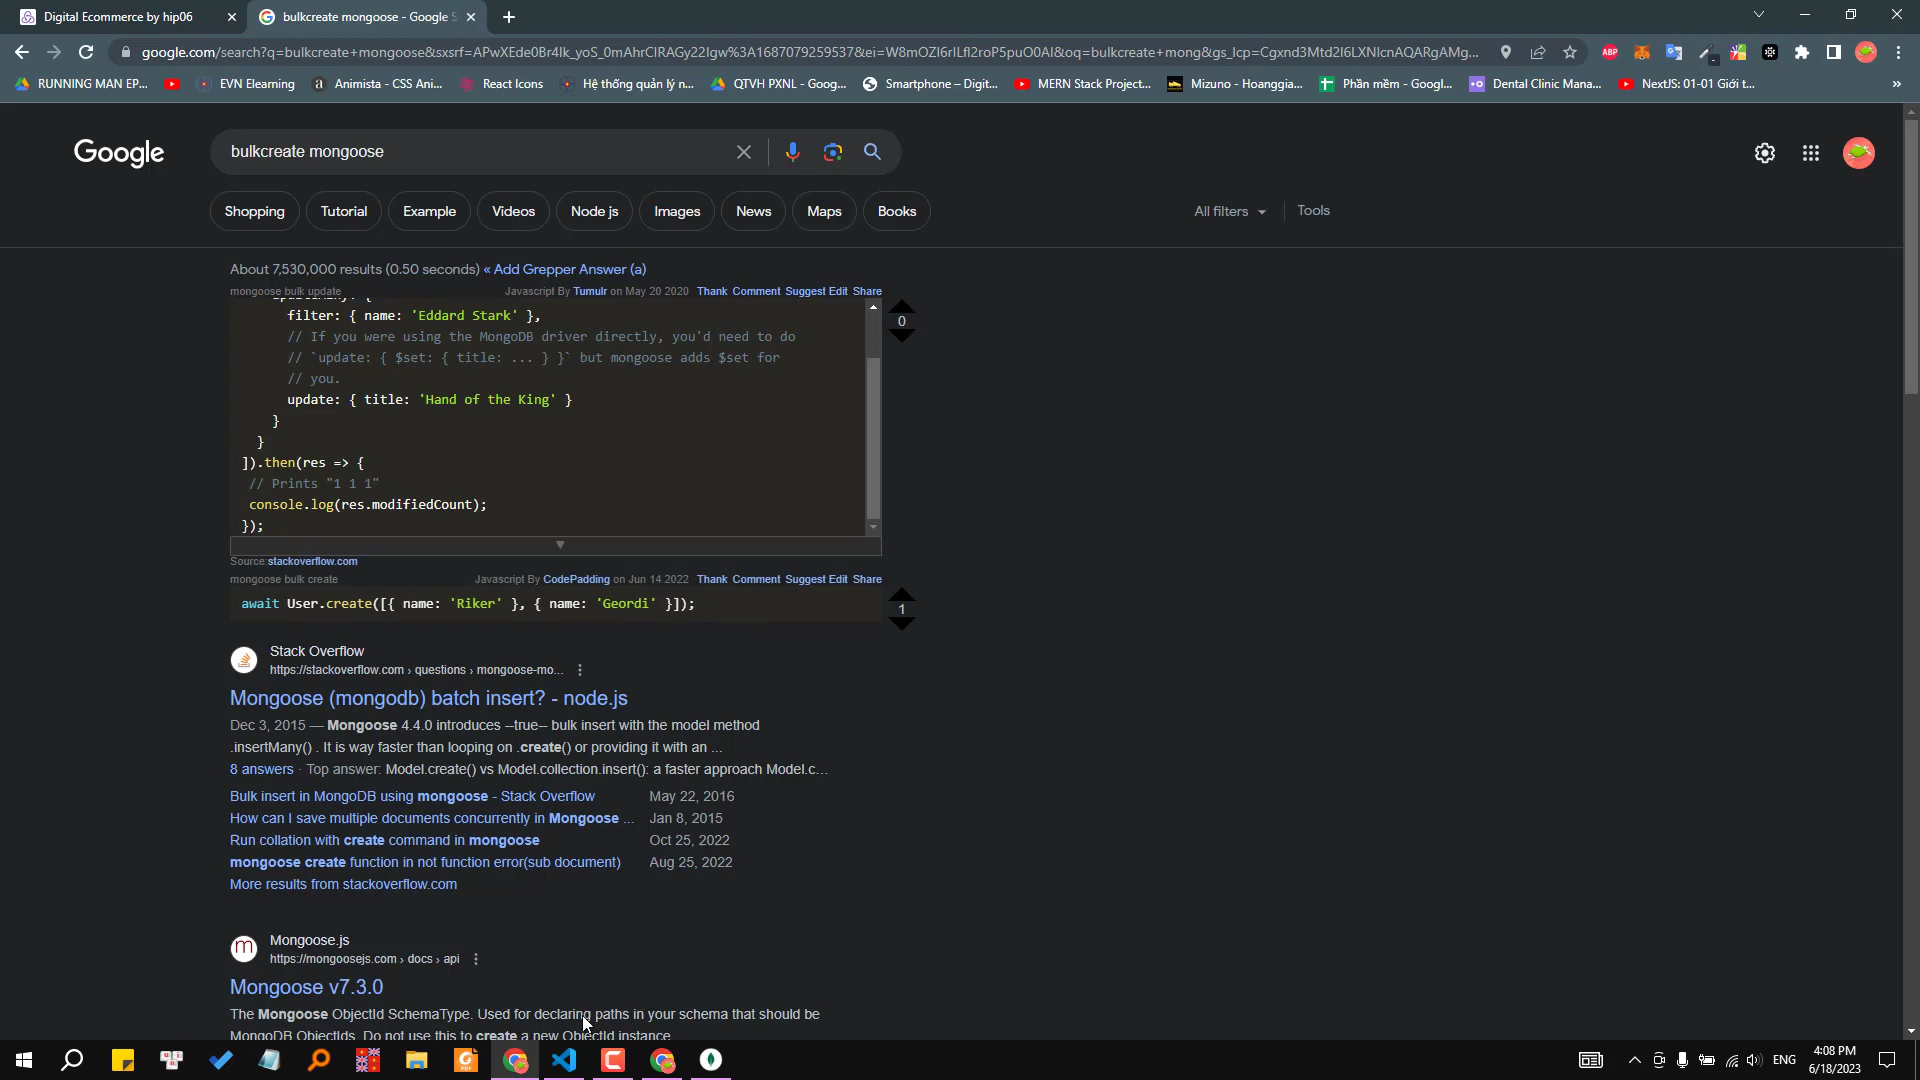 Digital Ecommerce by hip06
bulkcreate mongoose - Google S
google.com/search?q=bulkcreate+mongoose&sxsrf=APwXEde0Br4lk_yoS_0mAhrCIRAGy22Igw%3A1687079259537&ei=W8mOZI6rILfl2roP5puO0AI&oq=bulkcreate+mong&gs_lcp=Cgxnd3Mtd2l6LXNlcnAQARgAMg...
RUNNING MAN EP...
EVN Elearning
Animista - CSS Ani...
React Icons
Hệ thống quản lý n...
QTVH PXNL - Goog...
Smartphone – Digit...
MERN Stack Project...
Mizuno - Hoanggia...
Phần mềm - Googl...
Dental Clinic Mana...
NextJS: 01-01 Giới t...
»
Google
bulkcreate mongoose
Shopping
Tutorial
Example
Videos
Node js
Images
News
Maps
Books
All filters
Tools
About 7,530,000 results (0.50 seconds) « Add Grepper Answer (a)
mongoose bulk update
Javascript By Tumulr on May 20 2020 Thank Comment Suggest Edit Share
filter: { name: 'Eddard Stark' },
// If you were using the MongoDB driver directly, you'd need to do
// `update: { $set: { title: ... } }` but mongoose adds $set for
// you.
update: { title: 'Hand of the King' }
}
}
]).then(res => {
// Prints "1 1 1"
console.log(res.modifiedCount);
});
0
Source:stackoverflow.com
mongoose bulk create
Javascript By CodePadding on Jun 14 2022 Thank Comment Suggest Edit Share
await User.create([{ name: 'Riker' }, { name: 'Geordi' }]);
1
Stack Overflow
https://stackoverflow.com › questions › mongoose-mo...
Mongoose (mongodb) batch insert? - node.js
Dec 3, 2015 — Mongoose 4.4.0 introduces --true-- bulk insert with the model method
.insertMany() . It is way faster than looping on .create() or providing it with an ...
8 answers · Top answer: Model.create() vs Model.collection.insert(): a faster approach Model.c...
Bulk insert in MongoDB using mongoose - Stack Overflow May 22, 2016
How can I save multiple documents concurrently in Mongoose ... Jan 8, 2015
Run collation with create command in mongoose Oct 25, 2022
mongoose create function in not function error(sub document) Aug 25, 2022
More results from stackoverflow.com
Mongoose.js
https://mongoosejs.com › docs › api
Mongoose v7.3.0
The Mongoose ObjectId SchemaType. Used for declaring paths in your schema that should be
MongoDB ObjectIds. Do not use this to create a new ObjectId instance
ENG
4:08 PM
6/18/2023